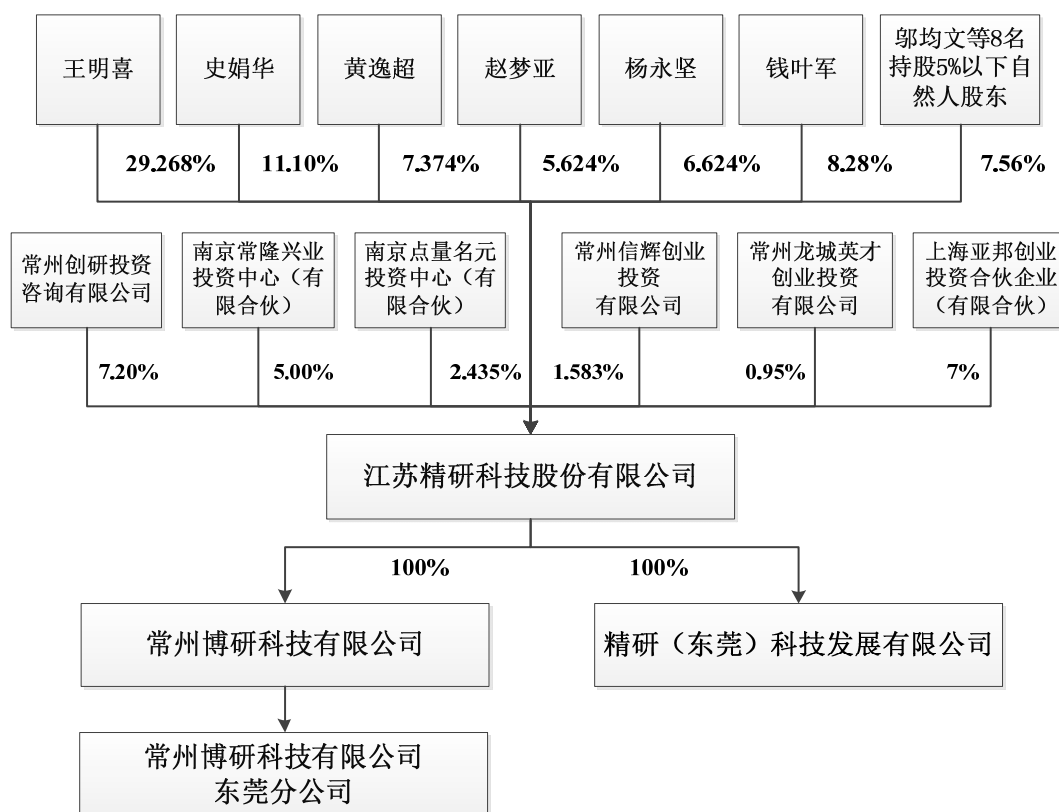 王明喜
史娟华
黄逸超
赵梦亚
杨永坚
钱叶军
邬均文等8名
持股5%以下自
然人股东
29.268%
11.10%
7.374%
5.624%
6.624%
8.28%
7.56%
常州创研投资
咨询有限公司
南京常隆兴业
投资中心（有
限合伙）
南京点量名元
投资中心（有
限合伙）
常州信辉创业
投资
有限公司
常州龙城英才
创业投资
有限公司
上海亚邦创业
投资合伙企业
（有限合伙）
7.20%
5.00%
2.435%
1.583%
0.95%
7%
江苏精研科技股份有限公司
100%
100%
常州博研科技有限公司
精研（东莞）科技发展有限公司
常州博研科技有限公司
东莞分公司